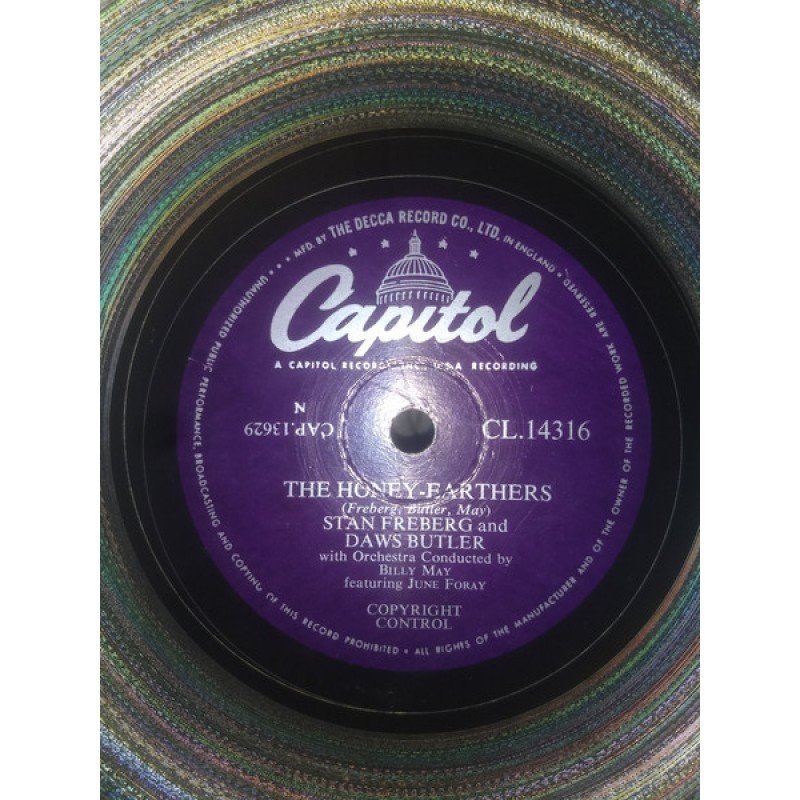 MFD. BY THE DECCA RECORD CO., LTD. IN ENGLAND • ALL RIGHTS OF THE MANUFACTURER AND OF THE OWNER OF THE RECORDED WORK ARE RESERVED
UNAUTHORIZED PUBLIC PERFORMANCE, BROADCASTING AND COPYING OF THIS RECORD PROHIBITED •
Capitol
A CAPITOL RECORDS INC. U.S.A. RECORDING
CAP.13629
N
CL.14316
THE HONEY-EARTHERS
(Freberg, Butler, May)
STAN FREBERG and
DAWS BUTLER
with Orchestra Conducted by
BILLY MAY
featuring JUNE FORAY
COPYRIGHT
CONTROL